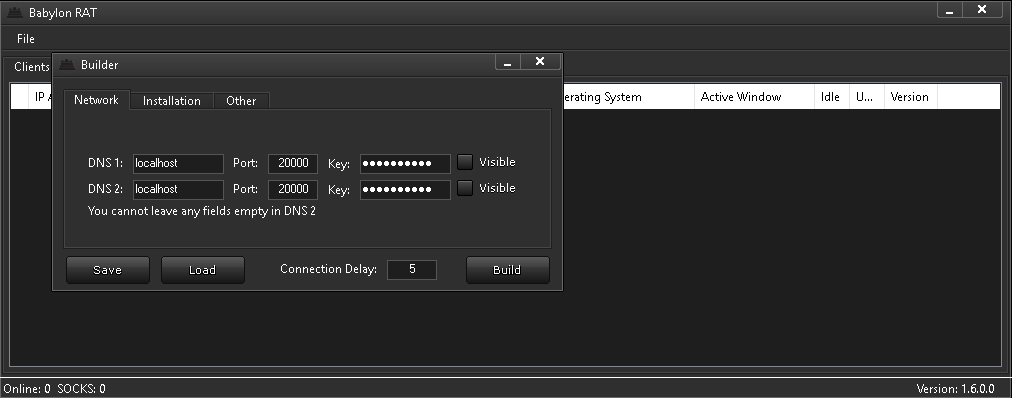 Babylon RAT
File
Clients
Builder
Network Installation Other
IP A erating System Active Window Idle U... Version
DNS 1: localhost Port: 20000 Key: ●●●●●●●●●● Visible
DNS 2: localhost Port: 20000 Key: ●●●●●●●●●● Visible
You cannot leave any fields empty in DNS 2
Save Load Connection Delay: 5 Build
Online: 0 SOCKS: 0 Version: 1.6.0.0